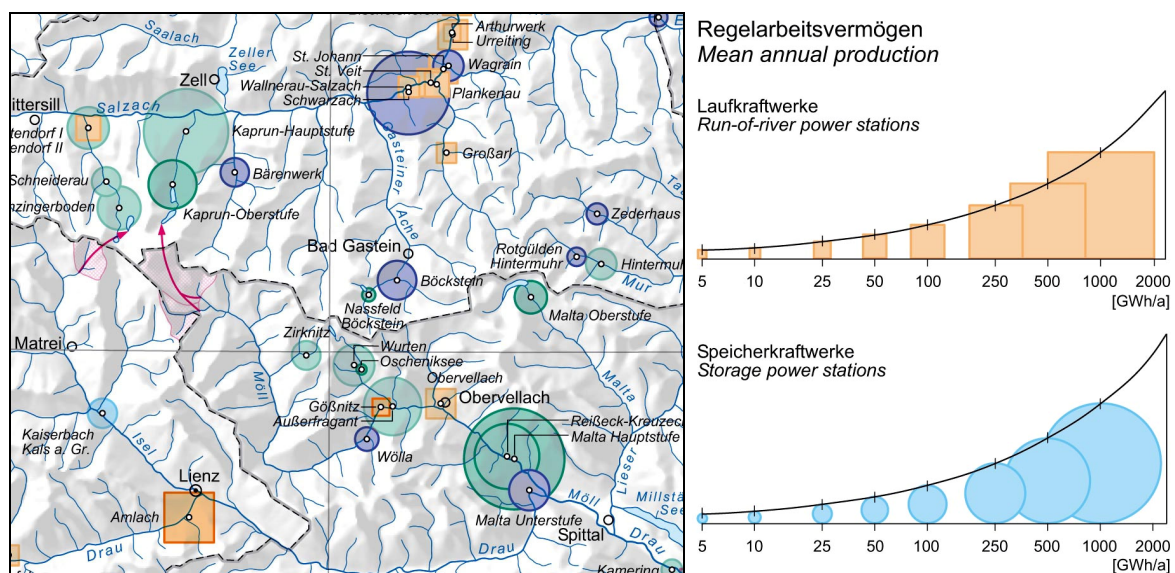 Saalach
Zeller
See
Zell
ittersill
Salzach
tendorf I
endorf II
Schneiderau
nzingerboden
Kaprun-Hauptstufe
Bärenwerk
Kaprun-Oberstufe
Arthurwerk
Urreiting
St. Johann
St. Veit
Wallnerau-Salzach
Schwarzach
Wagrain
Plankenau
Großarl
Gasteiner Ache
Bad Gastein
Böckstein
Nassfeld
Böckstein
Zederhaus
Rotgülden
Hintermuhr
Hintermuh
Mur
Malta Oberstufe
Matrei
Zirknitz
Wurten
Oscheniksee
Möll
Obervellach
Obervellach
Gößnitz
Außerfragant
Wölla
Malta
Reißeck-Kreuzec
Malta Hauptstufe
Kaiserbach
Kals a. Gr.
Isel
Lienz
Amlach
Drau
Lieser
Möll
Millstä
See
Malta Unterstufe
Spittal
Drau
Kamering
Regelarbeitsvermögen
Mean annual production
Laufkraftwerke
Run-of-river power stations
5 10 25 50 100 250 500 1000 2000
[GWh/a]
Speicherkraftwerke
Storage power stations
5 10 25 50 100 250 500 1000 2000
[GWh/a]